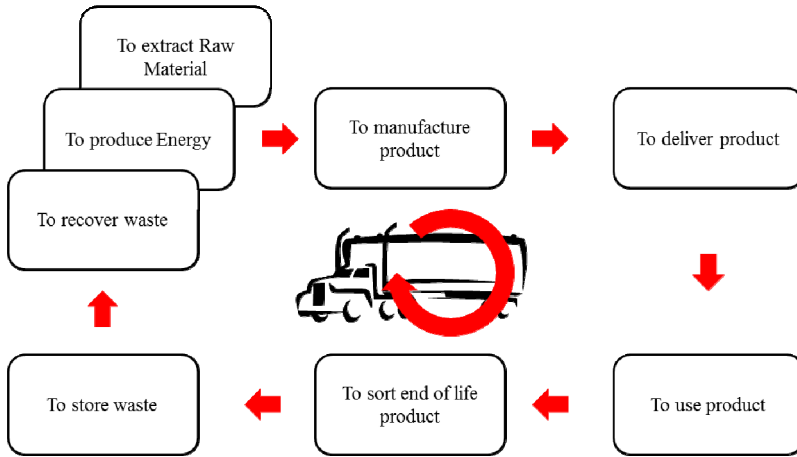 To extract Raw
Material
To produce Energy
To recover waste
To manufacture
product
To deliver product
To use product
To sort end of life
product
To store waste